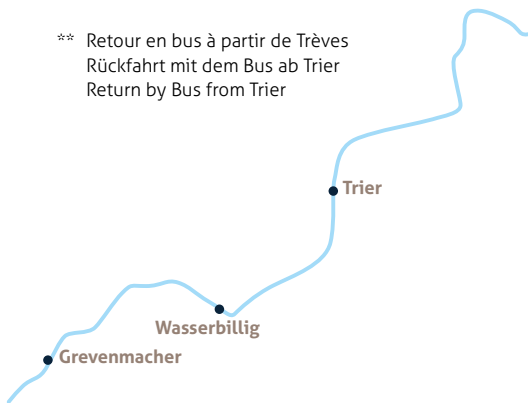 ** Retour en bus à partir de Trèves
Rückfahrt mit dem Bus ab Trier
Return by Bus from Trier
Trier
Wasserbillig
Grevenmacher